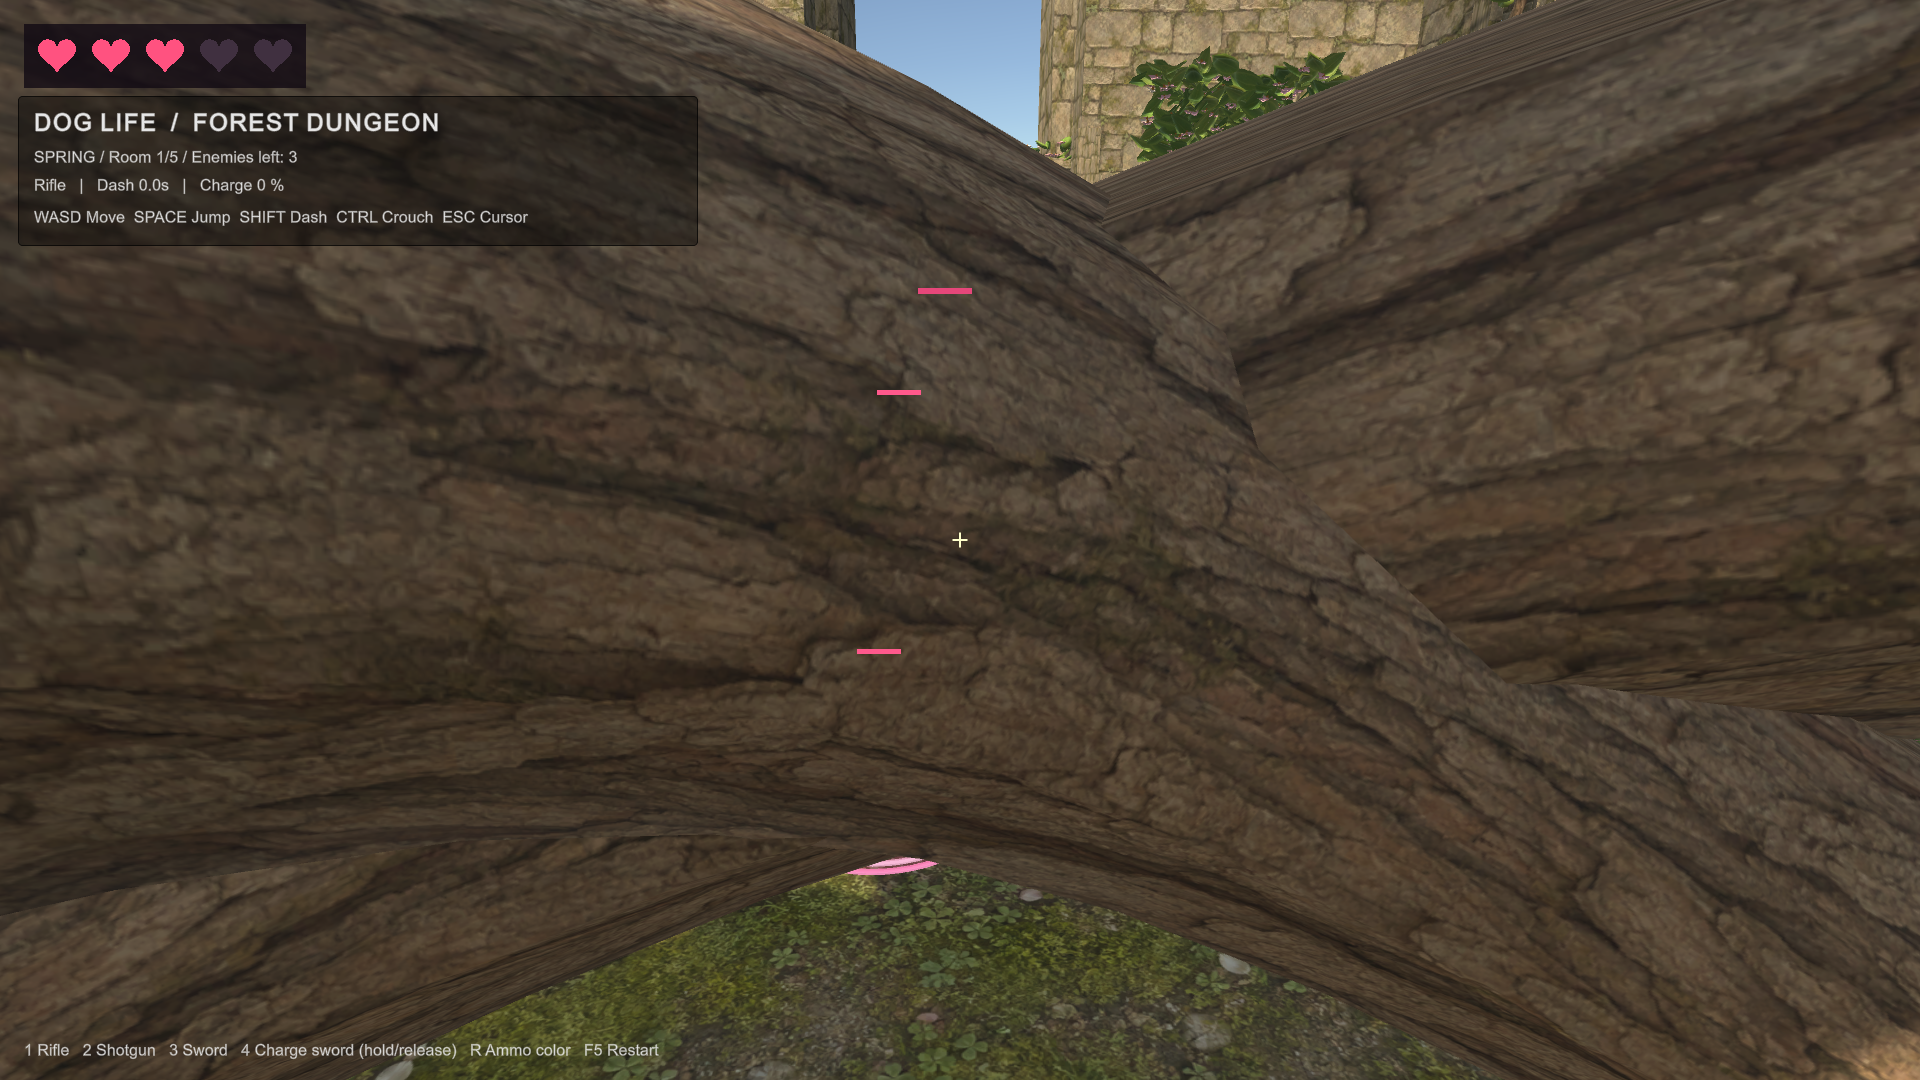 DOG LIFE / FOREST DUNGEON
SPRING / Room 1/5 / Enemies left: 3
Rifle | Dash 0.0s | Charge 0 %
WASD Move SPACE Jump SHIFT Dash CTRL Crouch ESC Cursor
1 Rifle 2 Shotgun 3 Sword 4 Charge sword (hold/release) R Ammo color F5 Restart